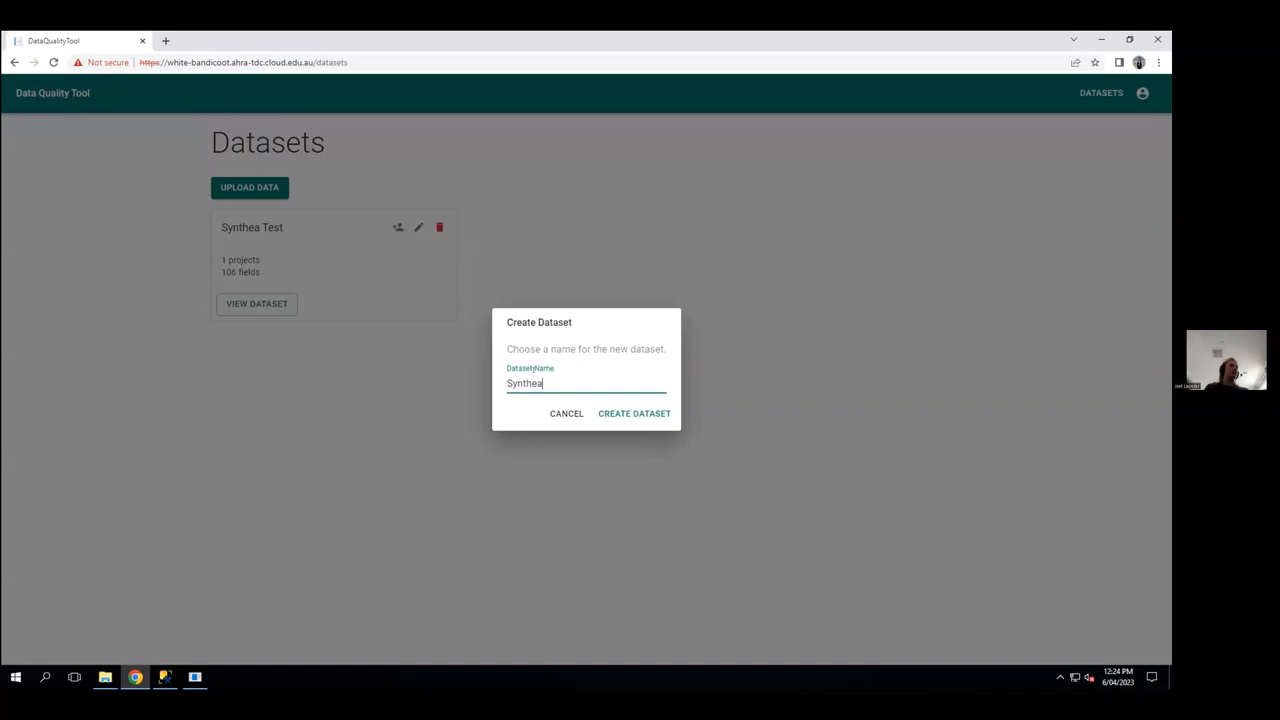 DataQualityTool
Not secure
https://white-bandicoot.ahra-tdc.cloud.edu.au/datasets
Data Quality Tool
DATASETS
Datasets
UPLOAD DATA
Synthea Test
1 projects
106 fields
VIEW DATASET
Create Dataset
Choose a name for the new dataset.
Dataset Name
Synthea
CANCEL
CREATE DATASET
12:24 PM
6/04/2023